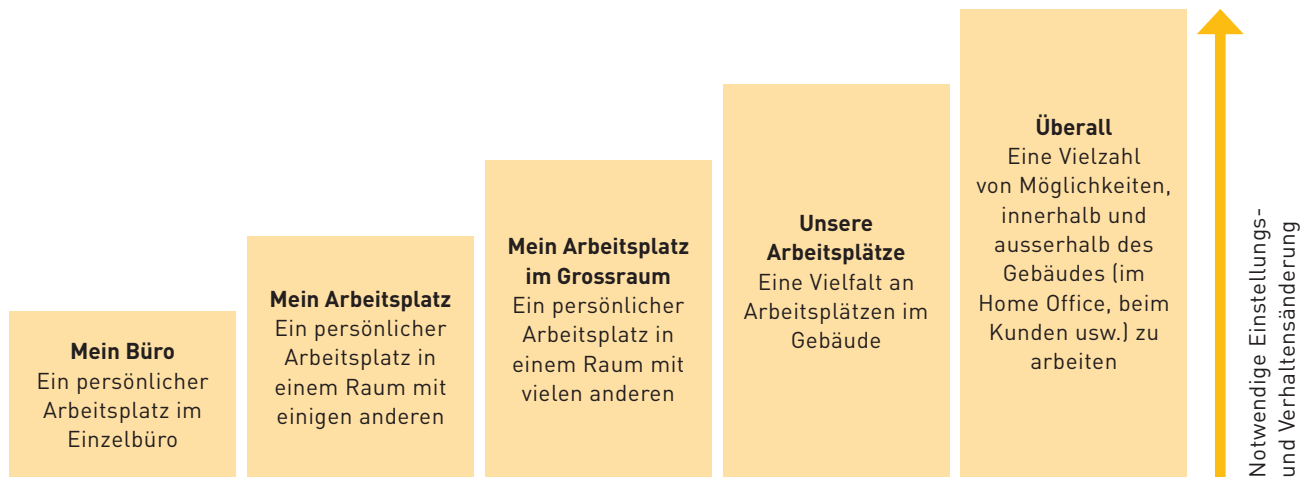 Mein Büro
Ein persönlicher
Arbeitsplatz im
Einzelbüro
Mein Arbeitsplatz
Ein persönlicher
Arbeitsplatz in
einem Raum mit
einigen anderen
Mein Arbeitsplatz
im Grossraum
Ein persönlicher
Arbeitsplatz in
einem Raum mit
vielen anderen
Unsere
Arbeitsplätze
Eine Vielfalt an
Arbeitsplätzen im
Gebäude
Überall
Eine Vielzahl
von Möglichkeiten,
innerhalb und
ausserhalb des
Gebäudes (im
Home Office, beim
Kunden usw.) zu
arbeiten
Notwendige Einstellungs-
und Verhaltensänderung